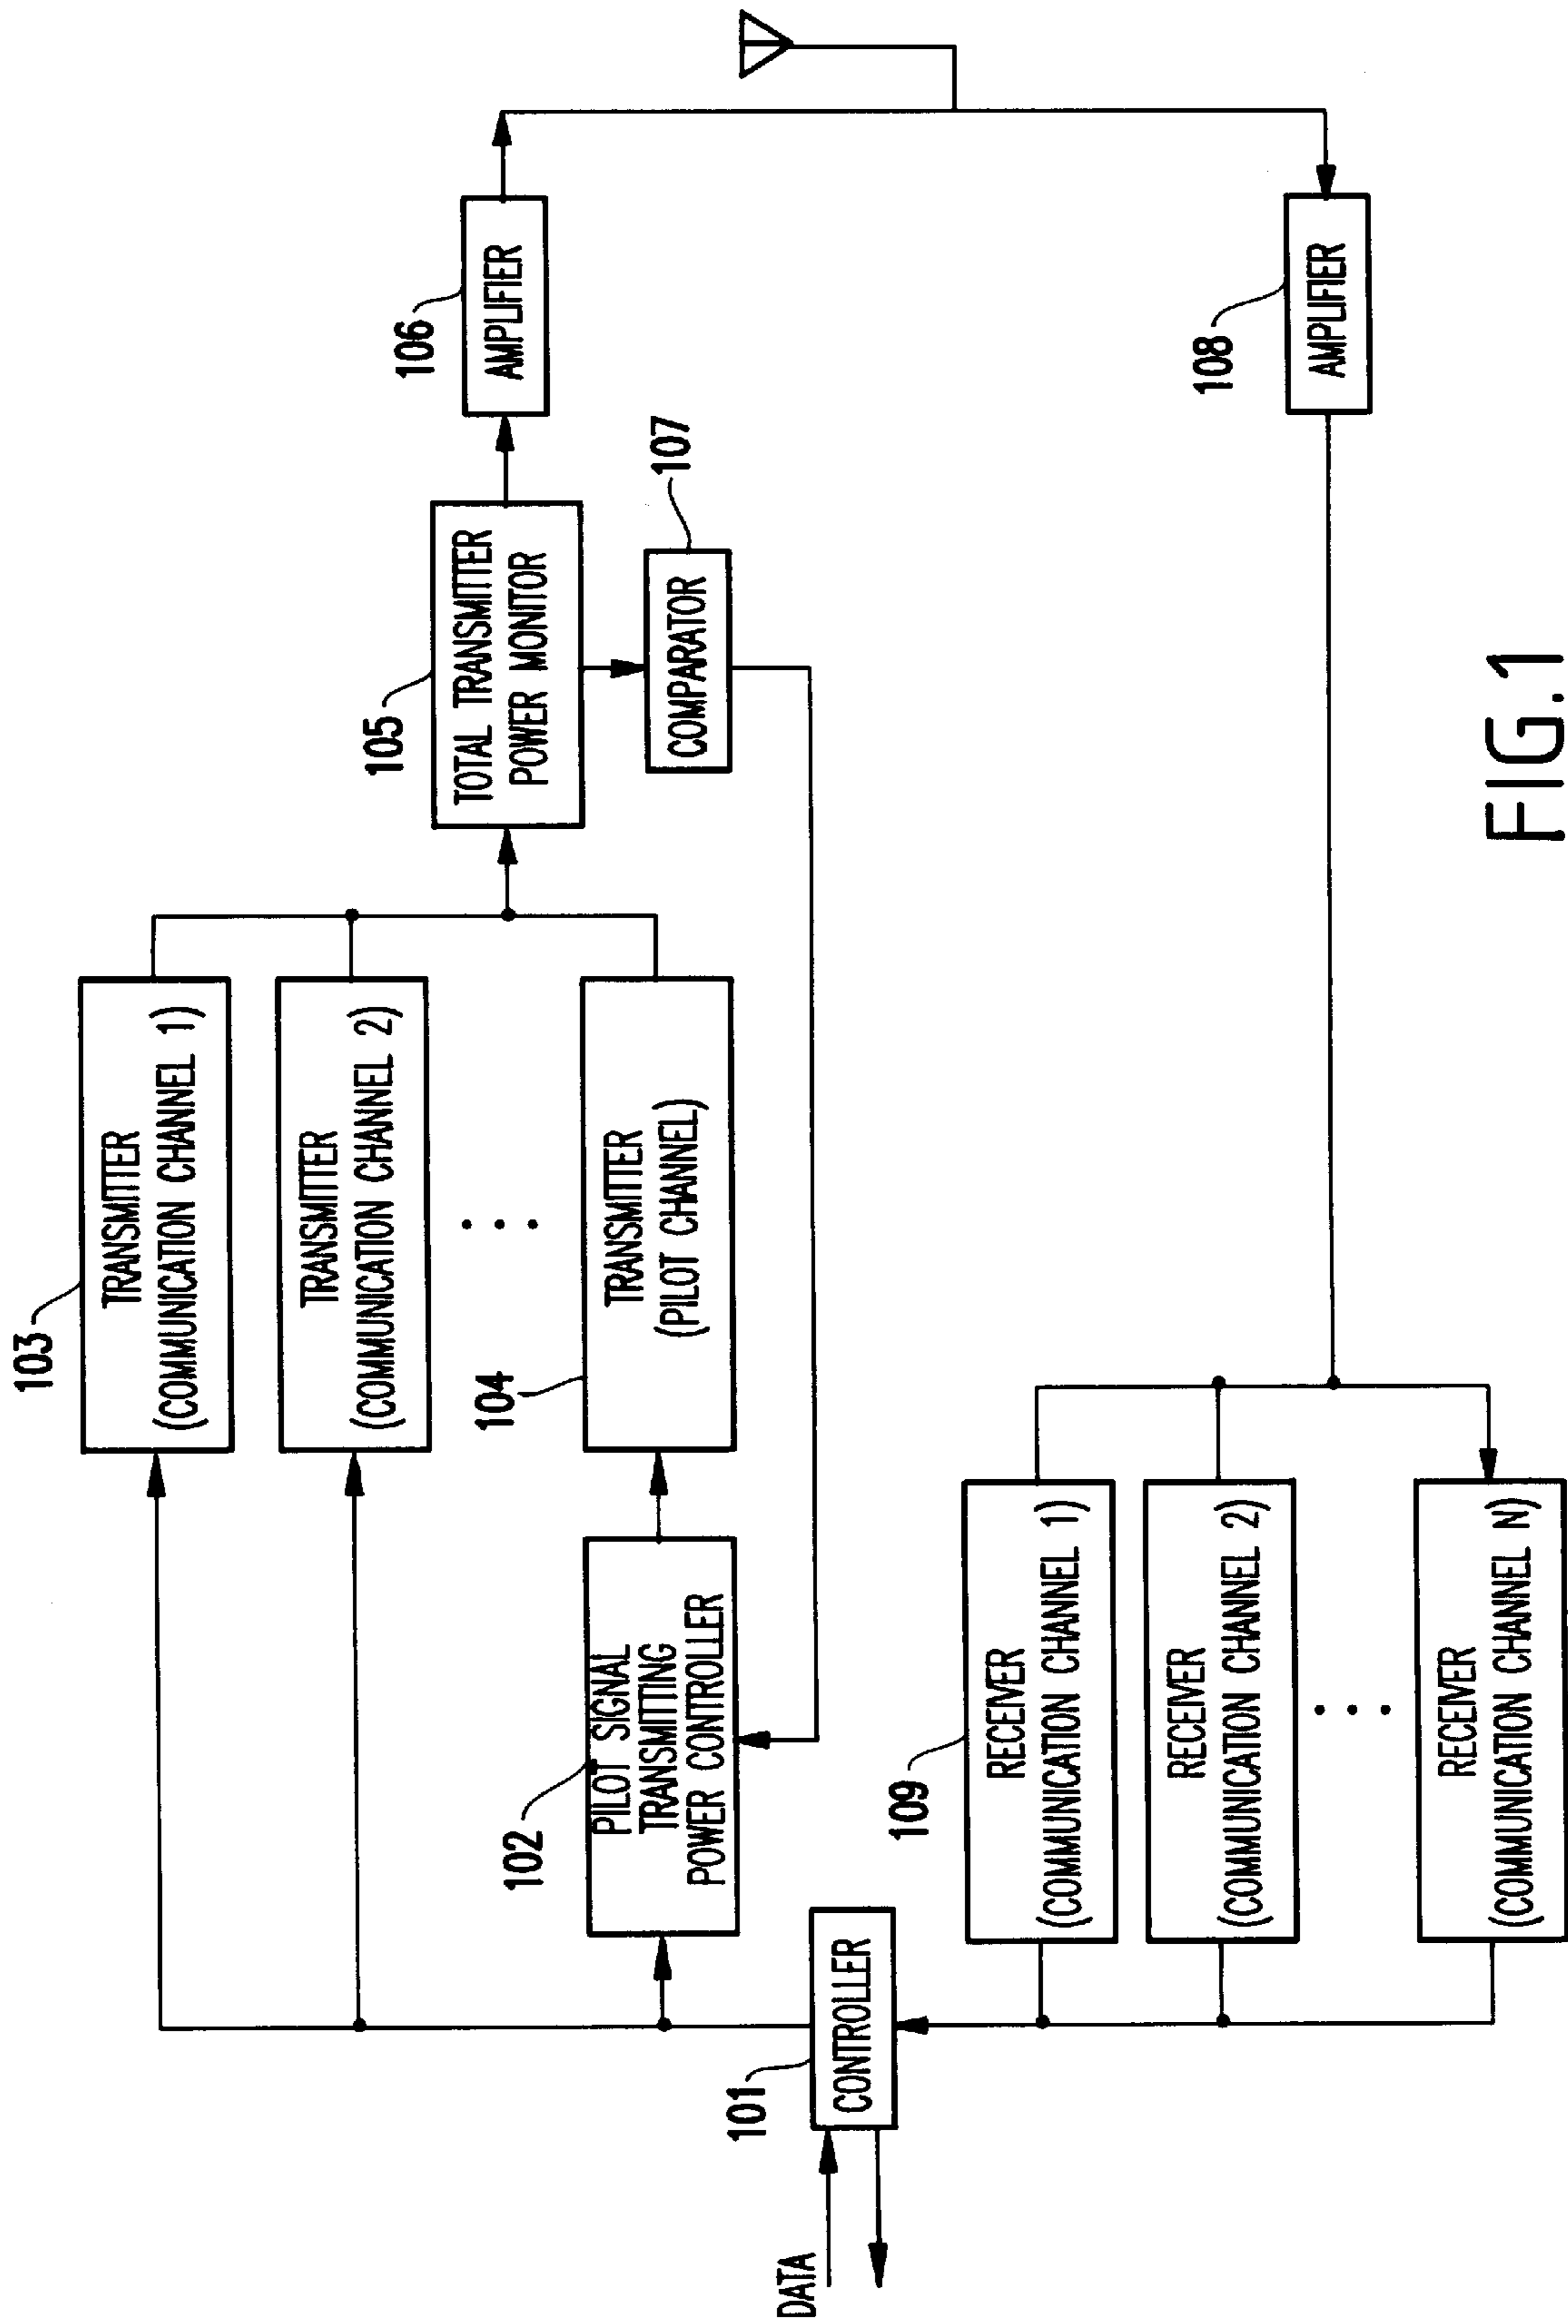 103
TRANSMITTER
(COMMUNICATION CHANNEL 1)
TRANSMITTER
(COMMUNICATION CHANNEL 2)
102
PILOT SIGNAL
TRANSMITTING
POWER CONTROLLER
104
TRANSMITTER
(PILOT CHANNEL)
105
TOTAL TRANSMITTER
POWER MONITOR
106
AMPLIFIER
107
COMPARATOR
DATA
101
CONTROLLER
109
RECEIVER
(COMMUNICATION CHANNEL 1)
RECEIVER
(COMMUNICATION CHANNEL 2)
RECEIVER
(COMMUNICATION CHANNEL N)
108
AMPLIFIER
FIG.1